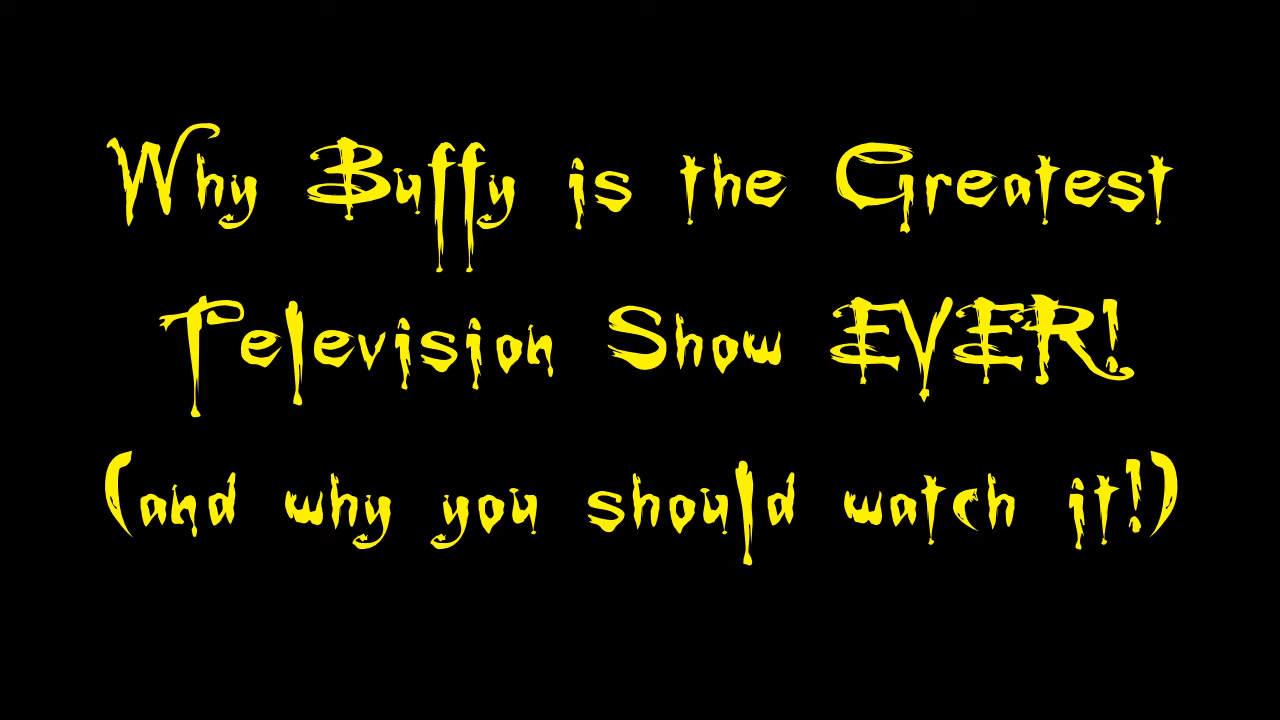 Why Buffy is the Greatest
Television Show EVER!
(and why you should watch it!)